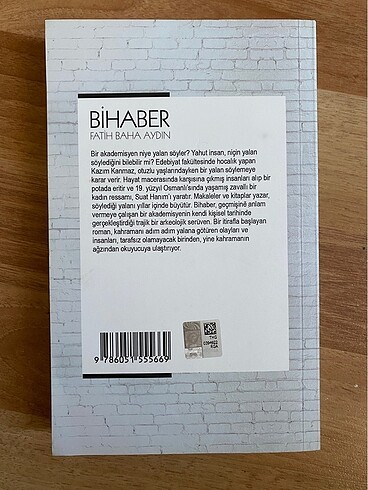 BİHABER
FATİH BAHA AYDIN
Bir akademisyen niye yalan söyler? Yahut insan, niçin yalan
söylediğini bilebilir mi? Edebiyat fakültesinde hocalık yapan
Kazım Kanmaz, otuzlu yaşlarındayken bir yalan söylemeye
karar verir. Hayat macerasında karşısına çıkmış insanları alıp bir
potada eritir ve 19. yüzyıl Osmanlı'sında yaşamış zavallı bir
kadın ressamı, Suat Hanım'ı yaratır. Makaleler ve kitaplar yazar,
söylediği yalanı yıllar içinde büyütür. Bihaber, geçmişine anlam
vermeye çalışan bir akademisyenin kendi kişisel tarihinde
gerçekleştirdiği trajik bir arkeolojik serüven. Bir itirafla başlayan
roman, kahramanı adım adım yalana götüren olayları ve
insanları, tarafsız olamayacak birinden, yine kahramanın
ağzından okuyucuya ulaştırıyor.
9 786051 555669